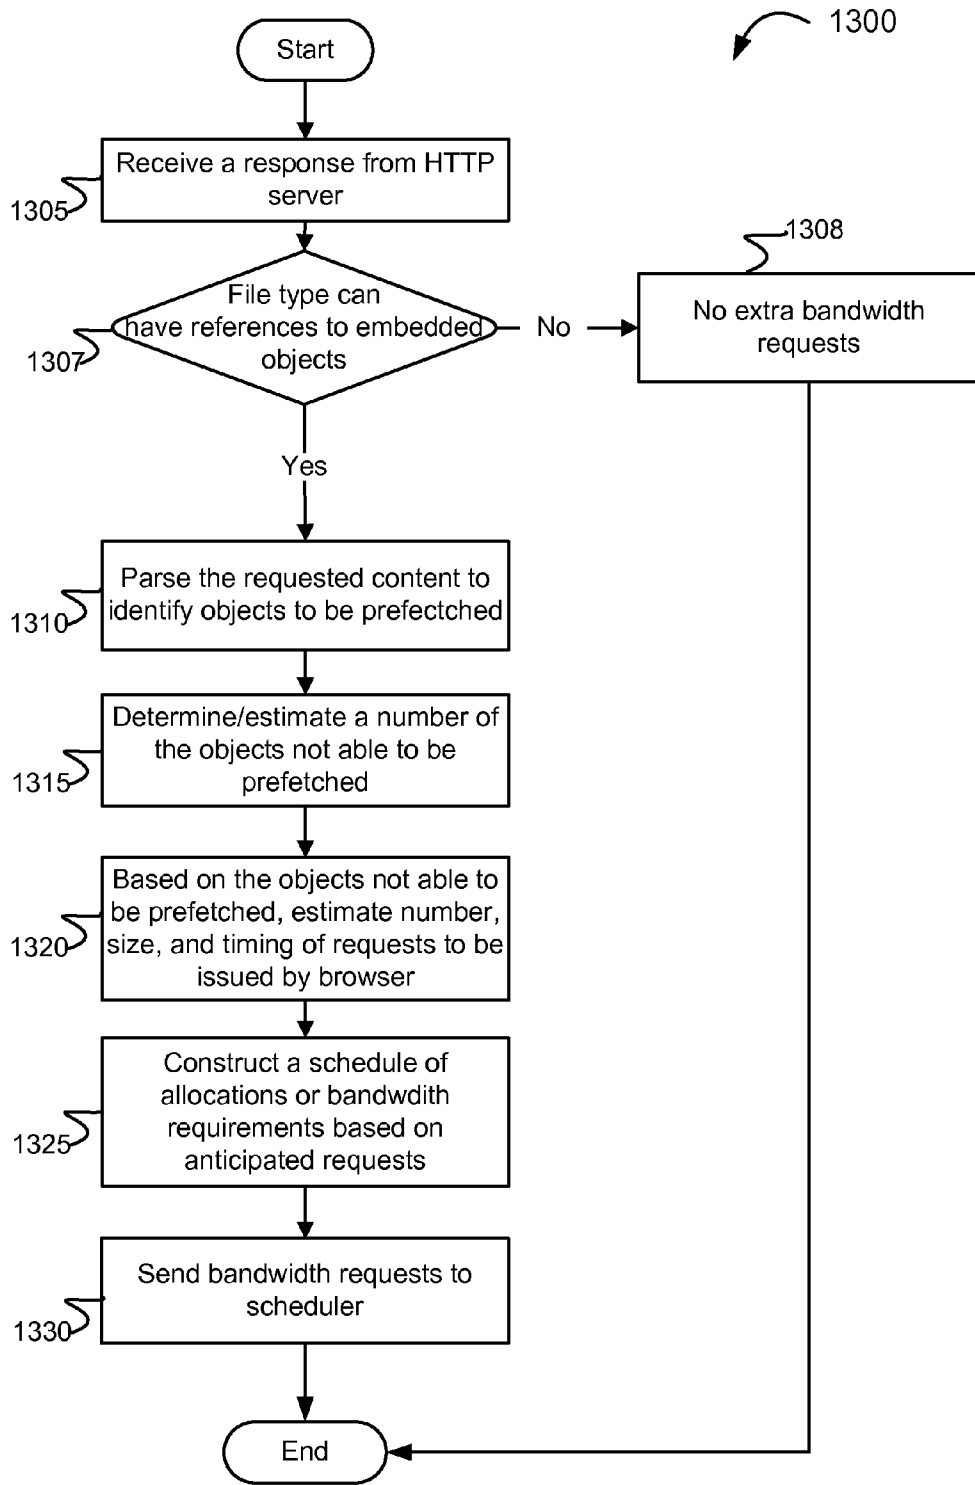 1300
Start
Receive a response from HTTP
server
1305
1308
File type can
have references to embedded
objects
1307
No
No extra bandwidth
requests
Yes
Parse the requested content to
identify objects to be prefectched
1310
Determine/estimate a number of
the objects not able to be
prefetched
1315
Based on the objects not able to
be prefetched, estimate number,
size, and timing of requests to be
issued by browser
1320
Construct a schedule of
allocations or bandwdith
requirements based on
anticipated requests
1325
Send bandwidth requests to
scheduler
1330
End